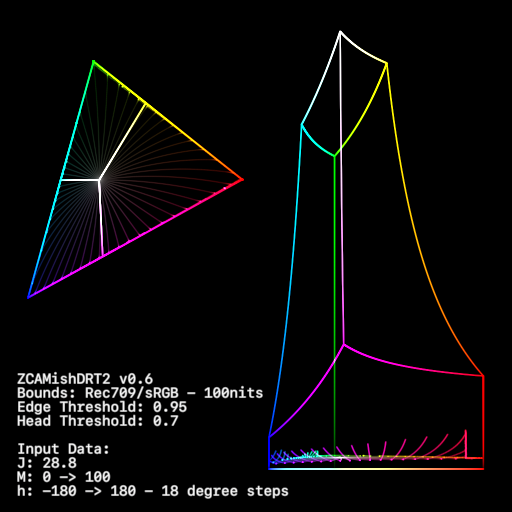 ZCAMishDRT2 v0.6
Bounds: Rec709/sRGB - 100nits
Edge Threshold: 0.95
Head Threshold: 0.7
Input Data:
J: 28.8
M: 0 -> 100
h: -180 -> 180 - 18 degree steps